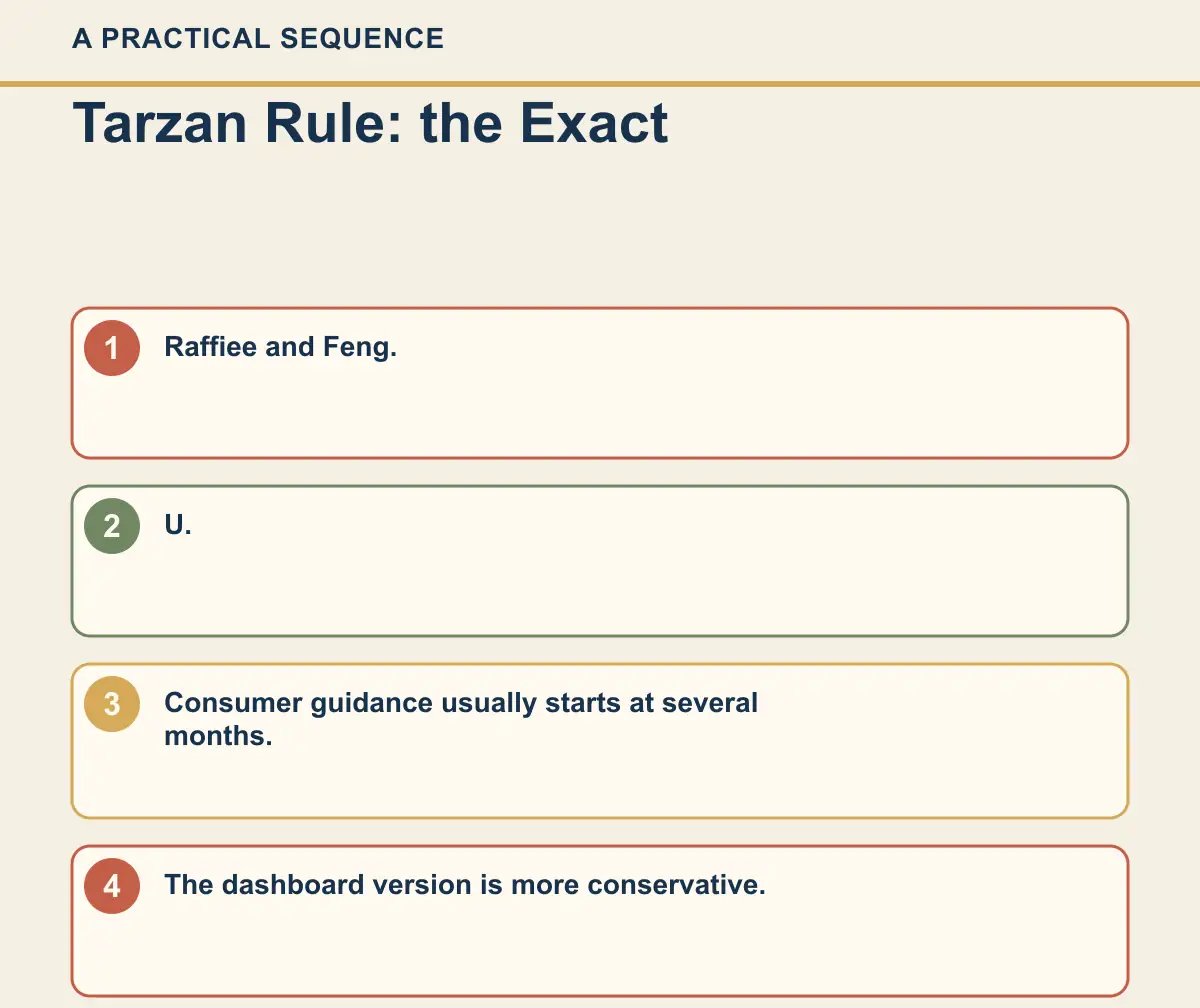 A PRACTICAL SEQUENCE
Tarzan Rule: the Exact
1
Raffiee and Feng.
2
U.
3
Consumer guidance usually starts at several
months.
4
The dashboard version is more conservative.